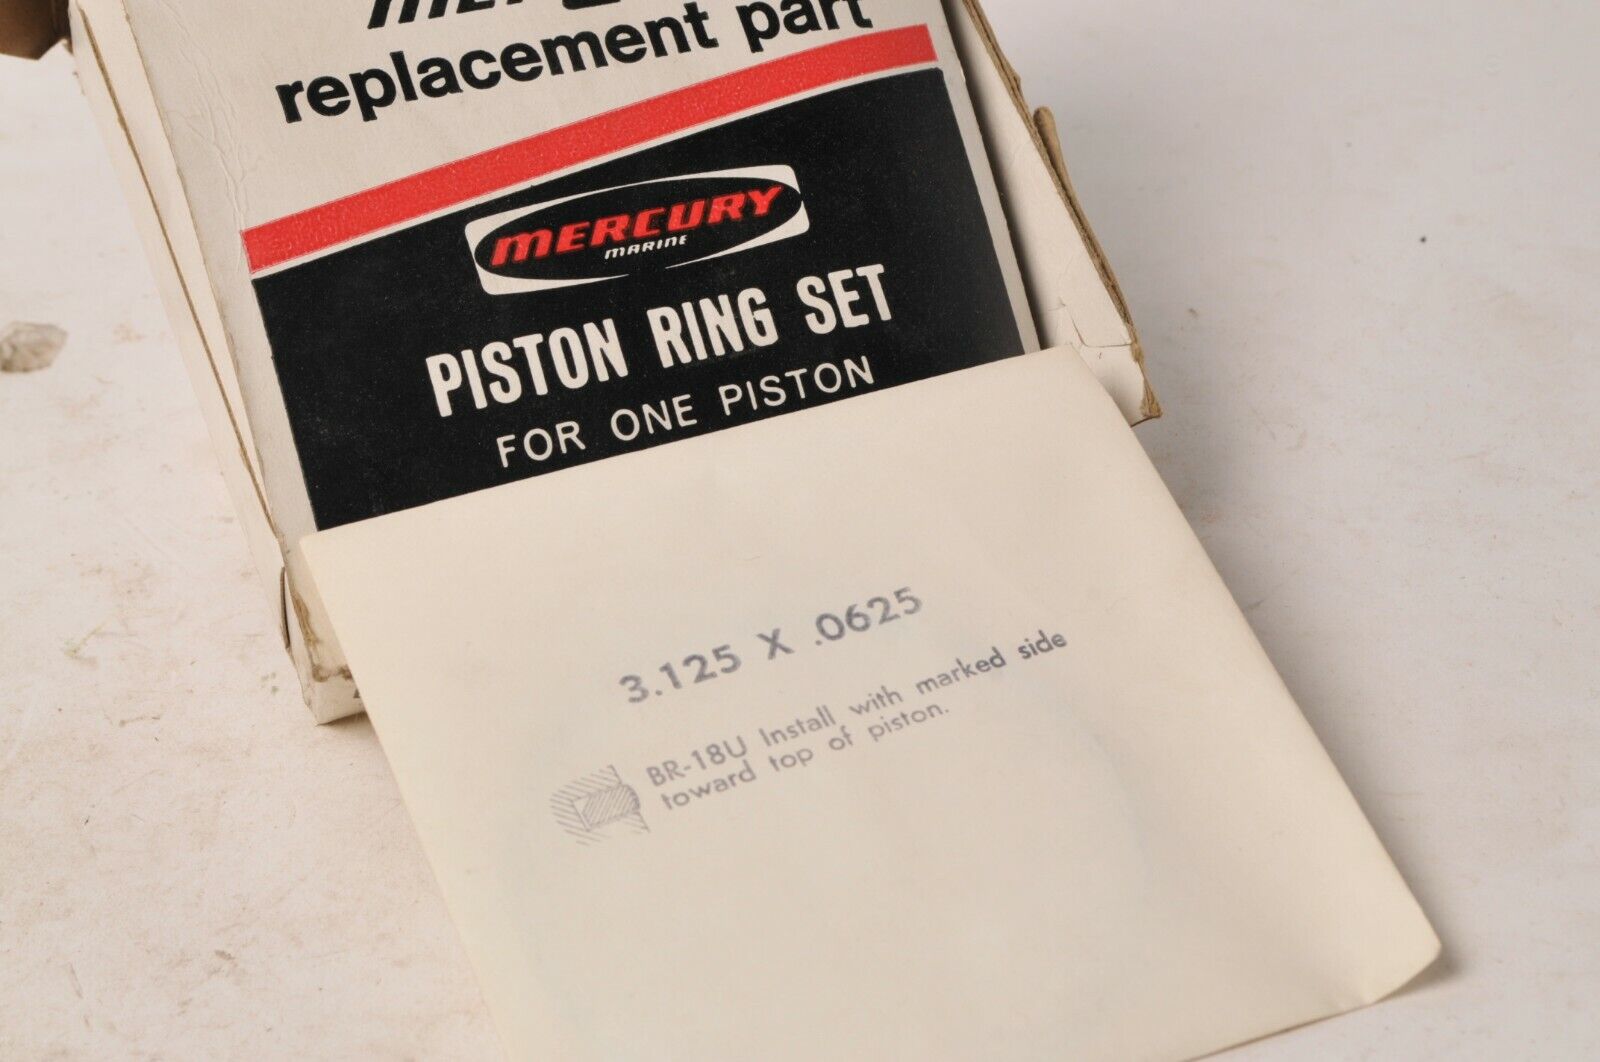 replacement part
MERCURY
MARINE
PISTON RING SET
FOR ONE PISTON
3.125 X .0625
BR-18U Install with marked side
toward top of piston.